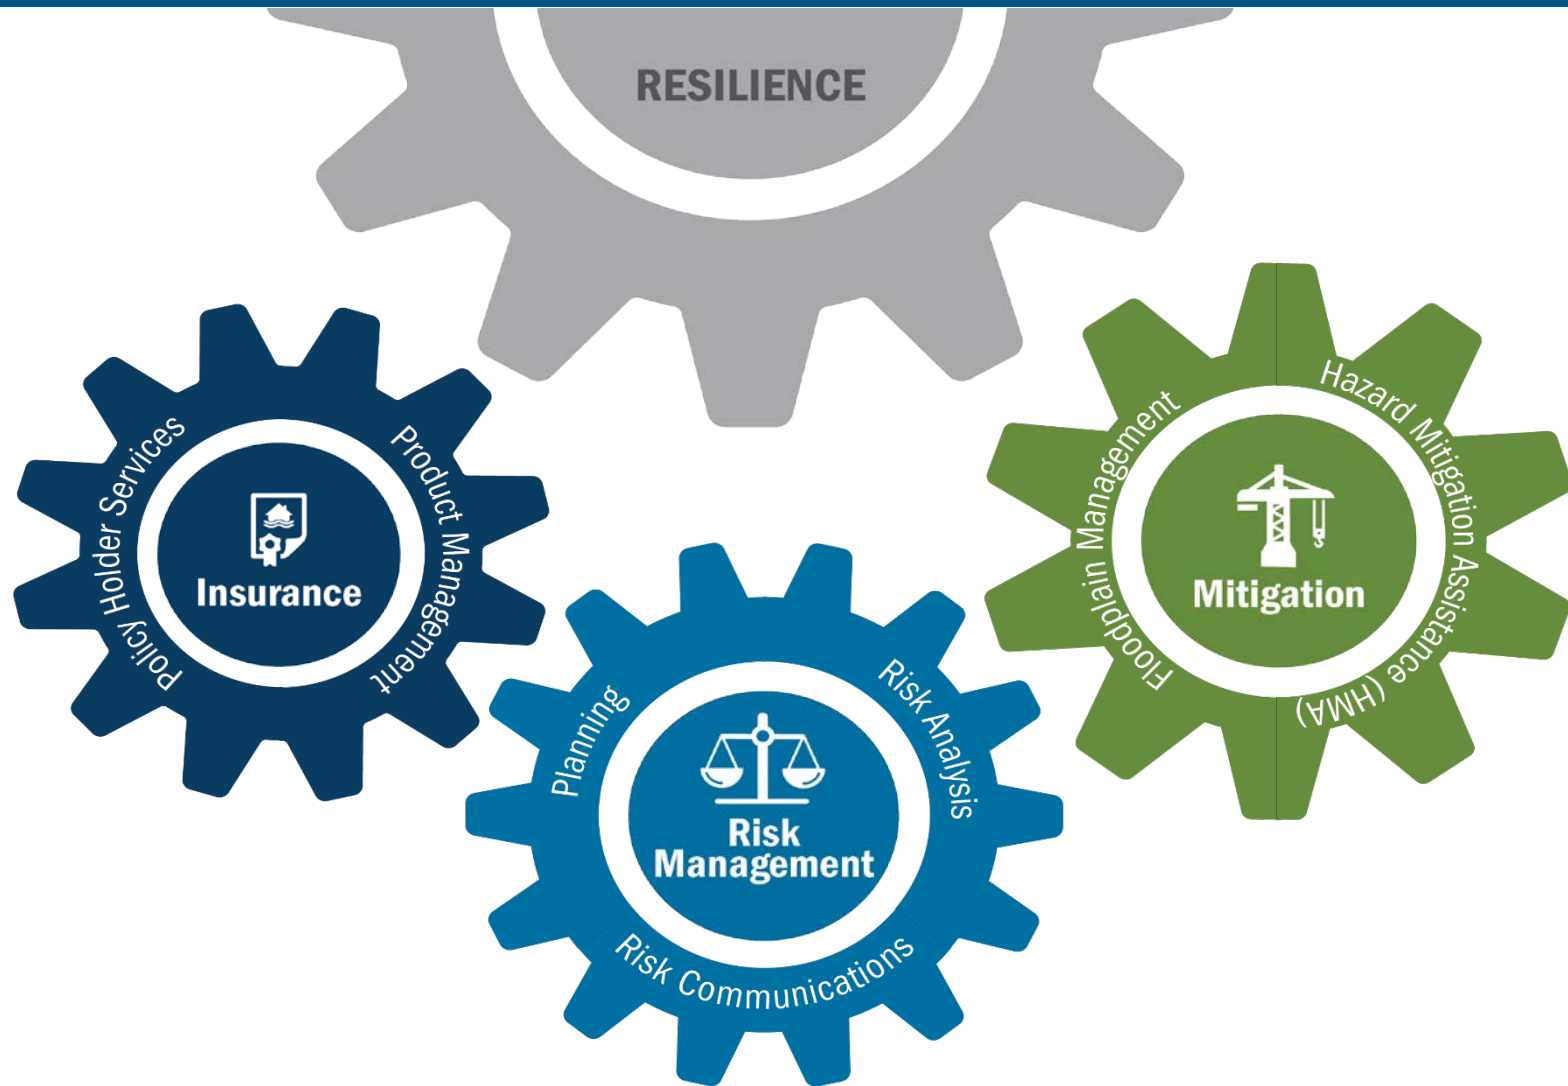 RESILIENCE
Policy Holder Services
Product Management
Insurance
Planning
Risk Analysis
Risk Communications
Risk
Management
Floodplain Management
Hazard Mitigation Assistance (HMA)
Mitigation